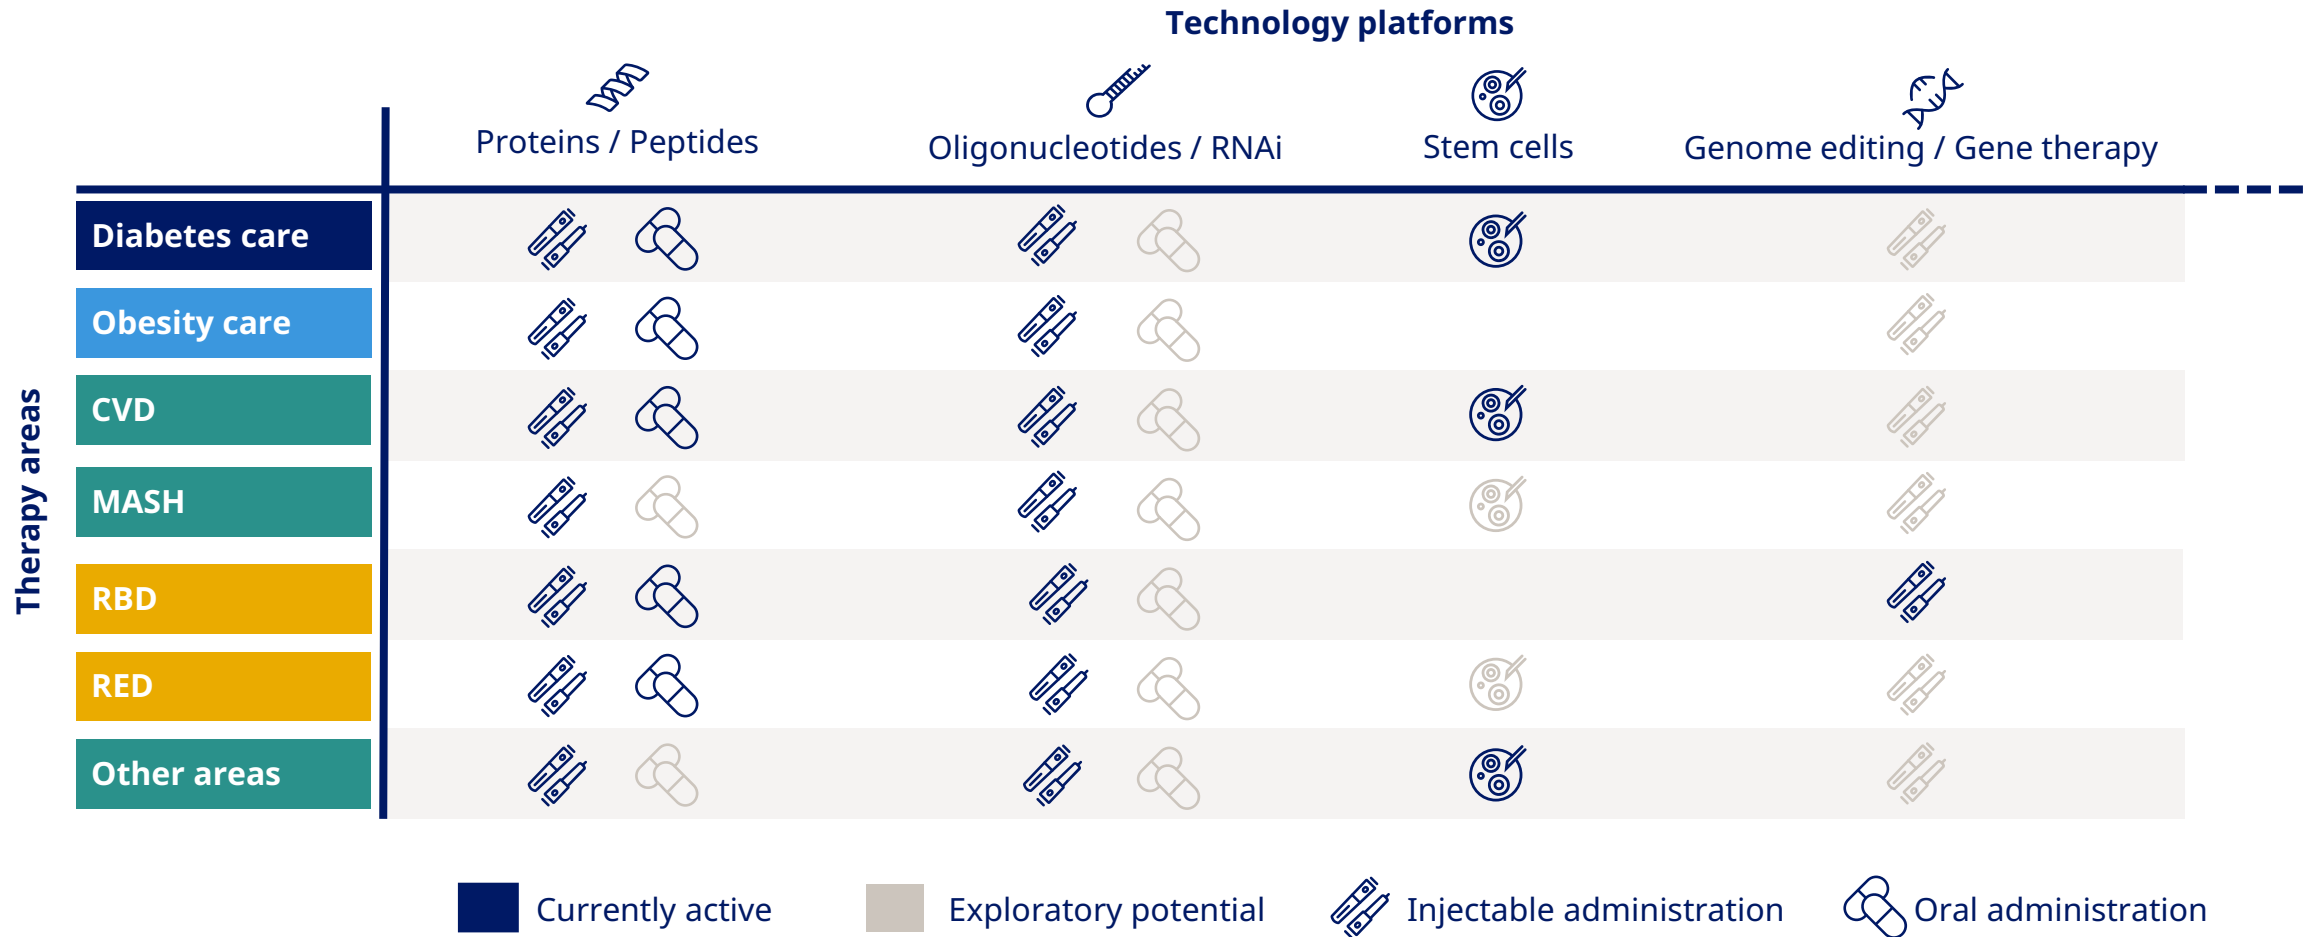 Technology platforms
Proteins / Peptides
Oligonucleotides / RNAi
Stem cells
Genome editing / Gene therapy
Therapy areas
Diabetes care
Obesity care
CVD
MASH
RBD
RED
Other areas
Currently active
Exploratory potential
Injectable administration
Oral administration